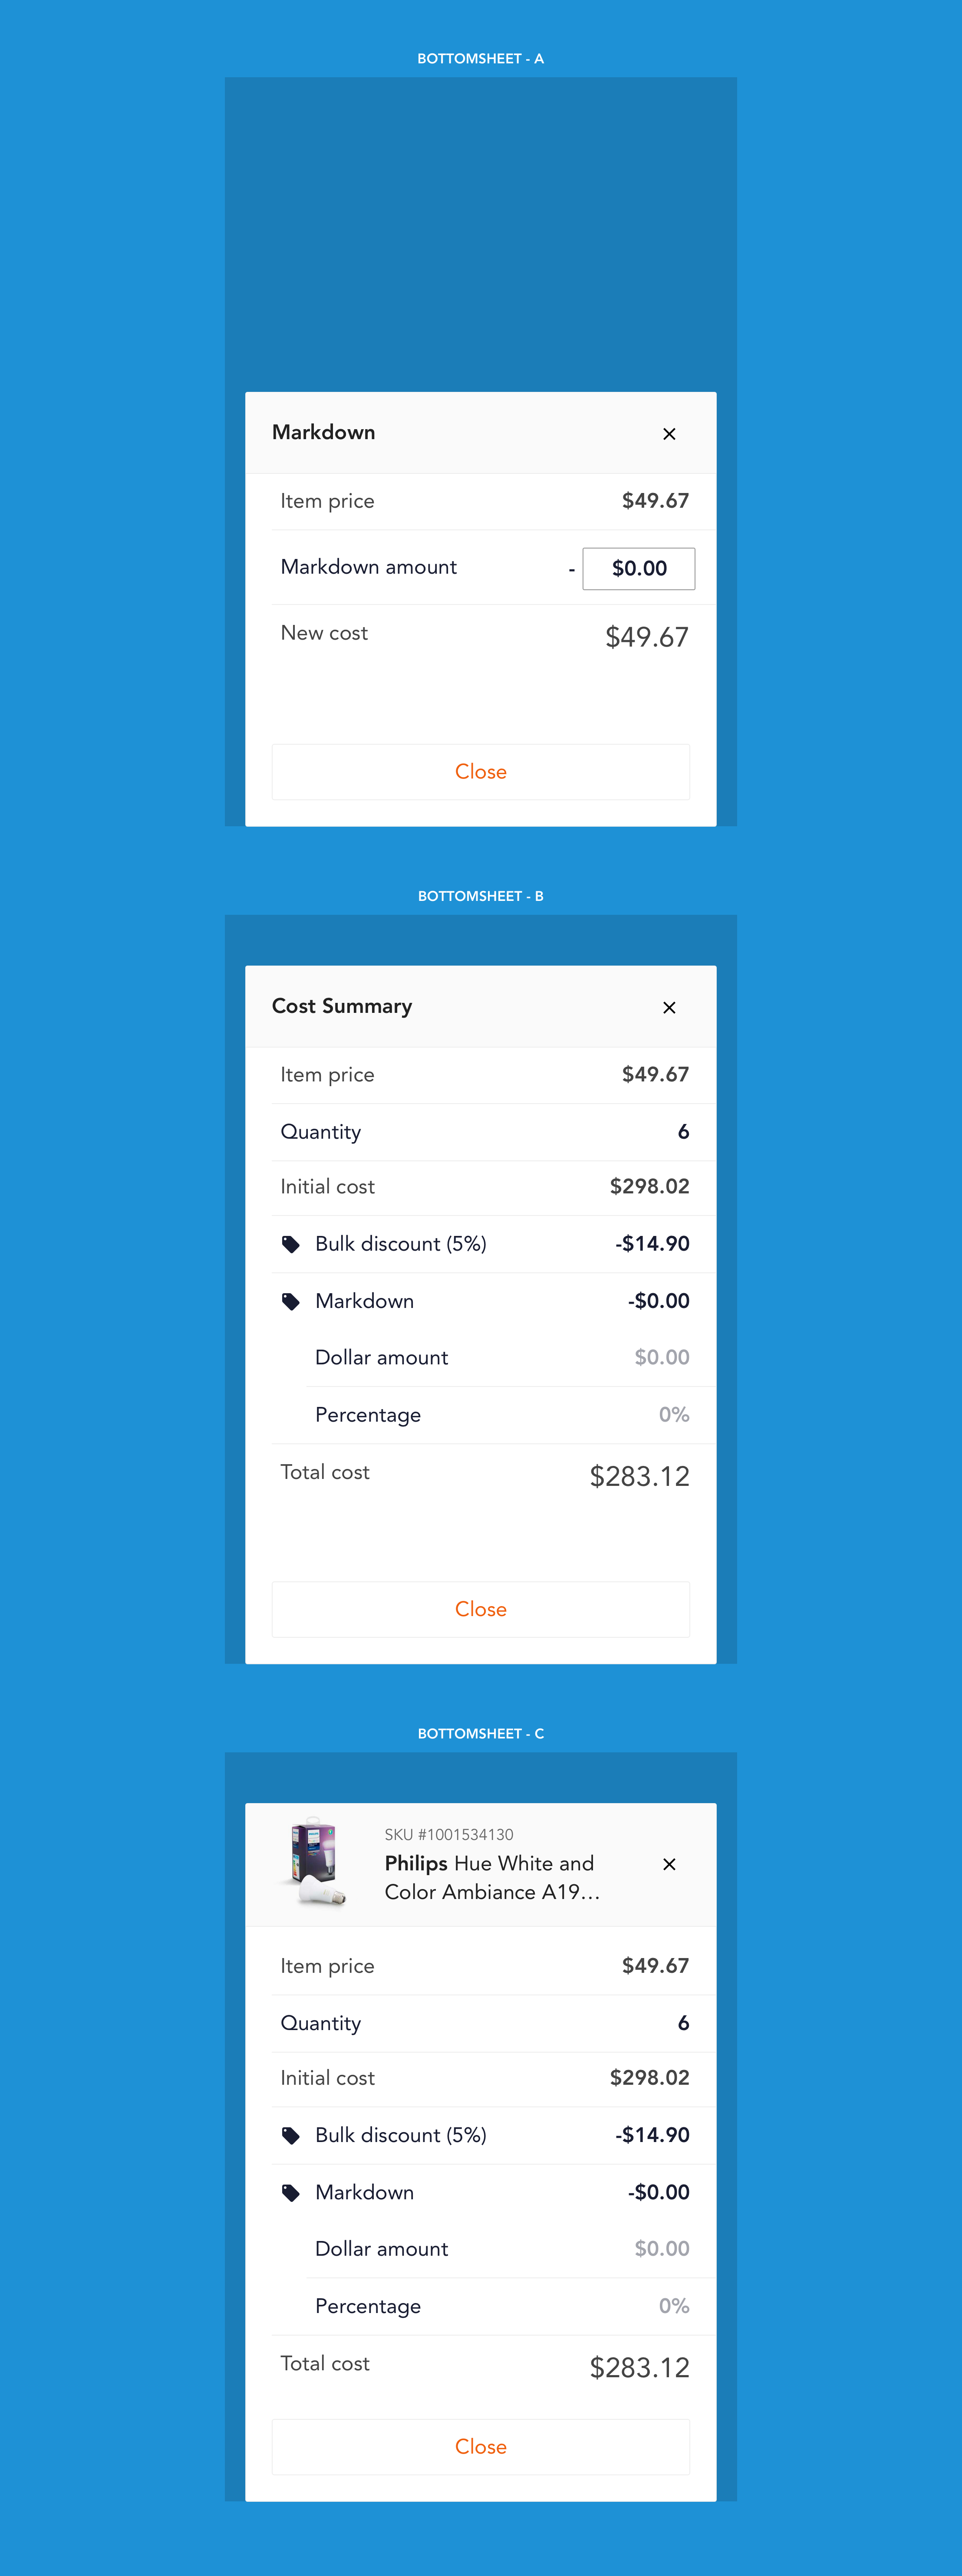 BOTTOMSHEET - A
Markdown
Item price $49.67
Markdown amount - $0.00
New cost $49.67
Close
BOTTOMSHEET - B
Cost Summary
Item price $49.67
Quantity 6
Initial cost $298.02
Bulk discount (5%) -$14.90
Markdown -$0.00
Dollar amount $0.00
Percentage 0%
Total cost $283.12
Close
BOTTOMSHEET - C
SKU #1001534130
Philips Hue White and
Color Ambiance A19...
Item price $49.67
Quantity 6
Initial cost $298.02
Bulk discount (5%) -$14.90
Markdown -$0.00
Dollar amount $0.00
Percentage 0%
Total cost $283.12
Close